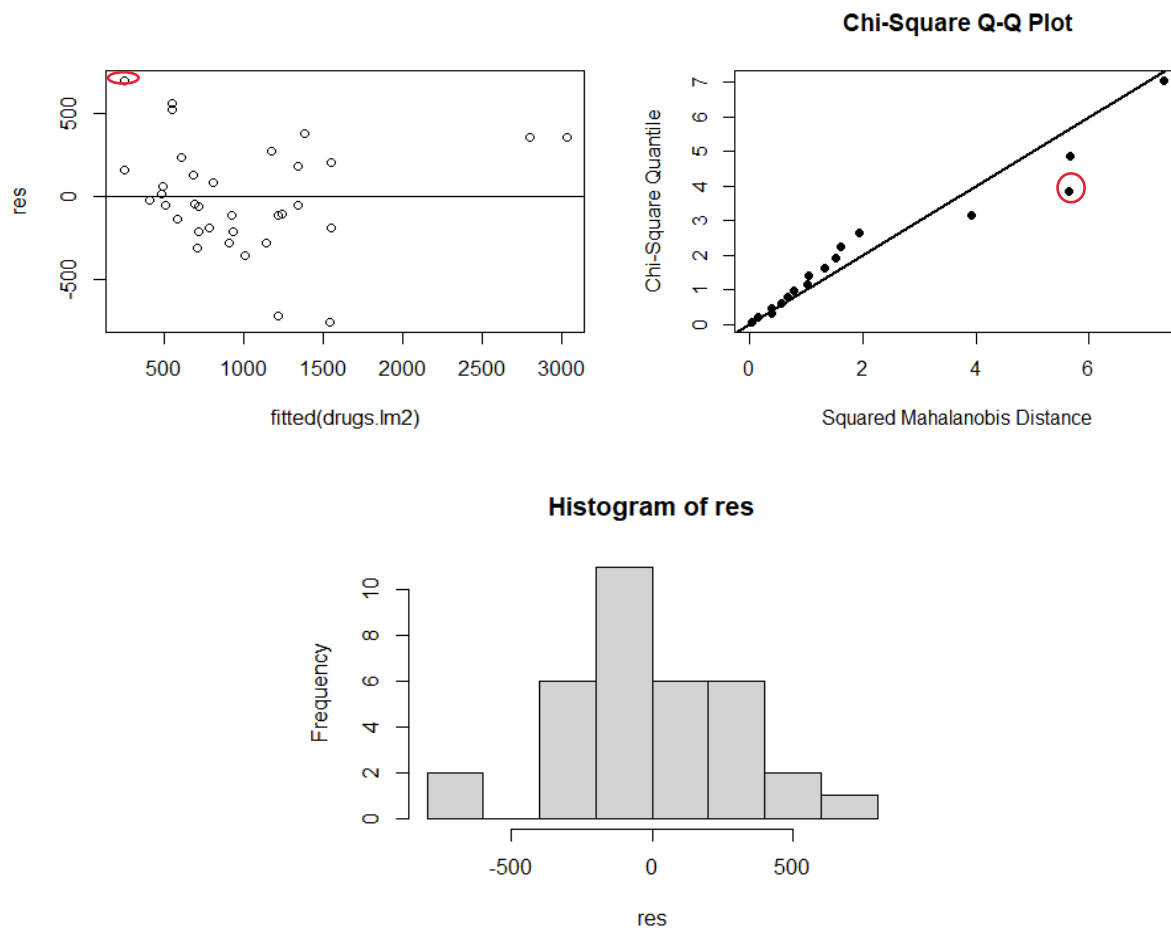 Chi-Square Q-Q Plot
res
500
0
-500
500 1000 1500 2000 2500 3000
fitted(drugs.lm2)
Chi-Square Quantile
7
6
5
4
3
2
1
0
0 2 4 6
Squared Mahalanobis Distance
Histogram of res
Frequency
10
8
6
4
2
0
-500 0 500
res